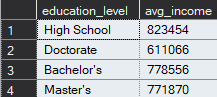 education_level avg_income
1 High School 823454
2 Doctorate 611066
3 Bachelor's 778556
4 Master's 771870